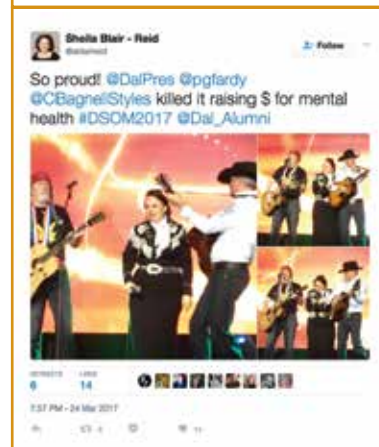 Sheila Blair - Reid
Follow
So proud! @DalPres @pgfardy
@CBagnellStyles killed it raising $ for mental
health #DSOM2017 @Dal_Alumni
RETWEETS LIKES
6 14
7:37 PM - 24 Mar 2017